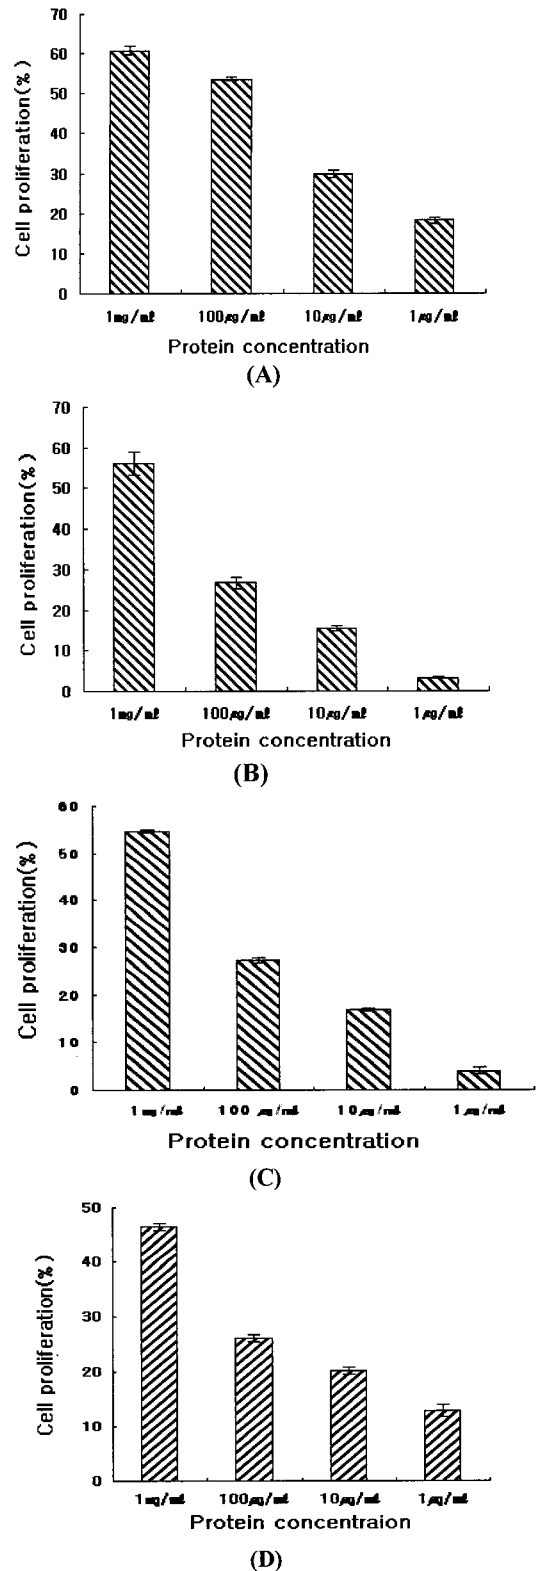 70
60
50
40
30
20
10
0
Cell proliferation(%)
1mg/㎖ 100㎍/㎖ 10㎍/㎖ 1㎍/㎖
Protein concentration
(A)
70
60
50
40
30
20
10
0
Cell proliferation(%)
1mg/㎖ 100㎍/㎖ 10㎍/㎖ 1㎍/㎖
Protein concentration
(B)
60
50
40
30
20
10
0
Cell proliferation(%)
1mg/㎖ 100㎍/㎖ 10㎍/㎖ 1㎍/㎖
Protein concentration
(C)
50
40
30
20
10
0
Cell proliferation(%)
1mg/㎖ 100㎍/㎖ 10㎍/㎖ 1㎍/㎖
Protein concentraion
(D)